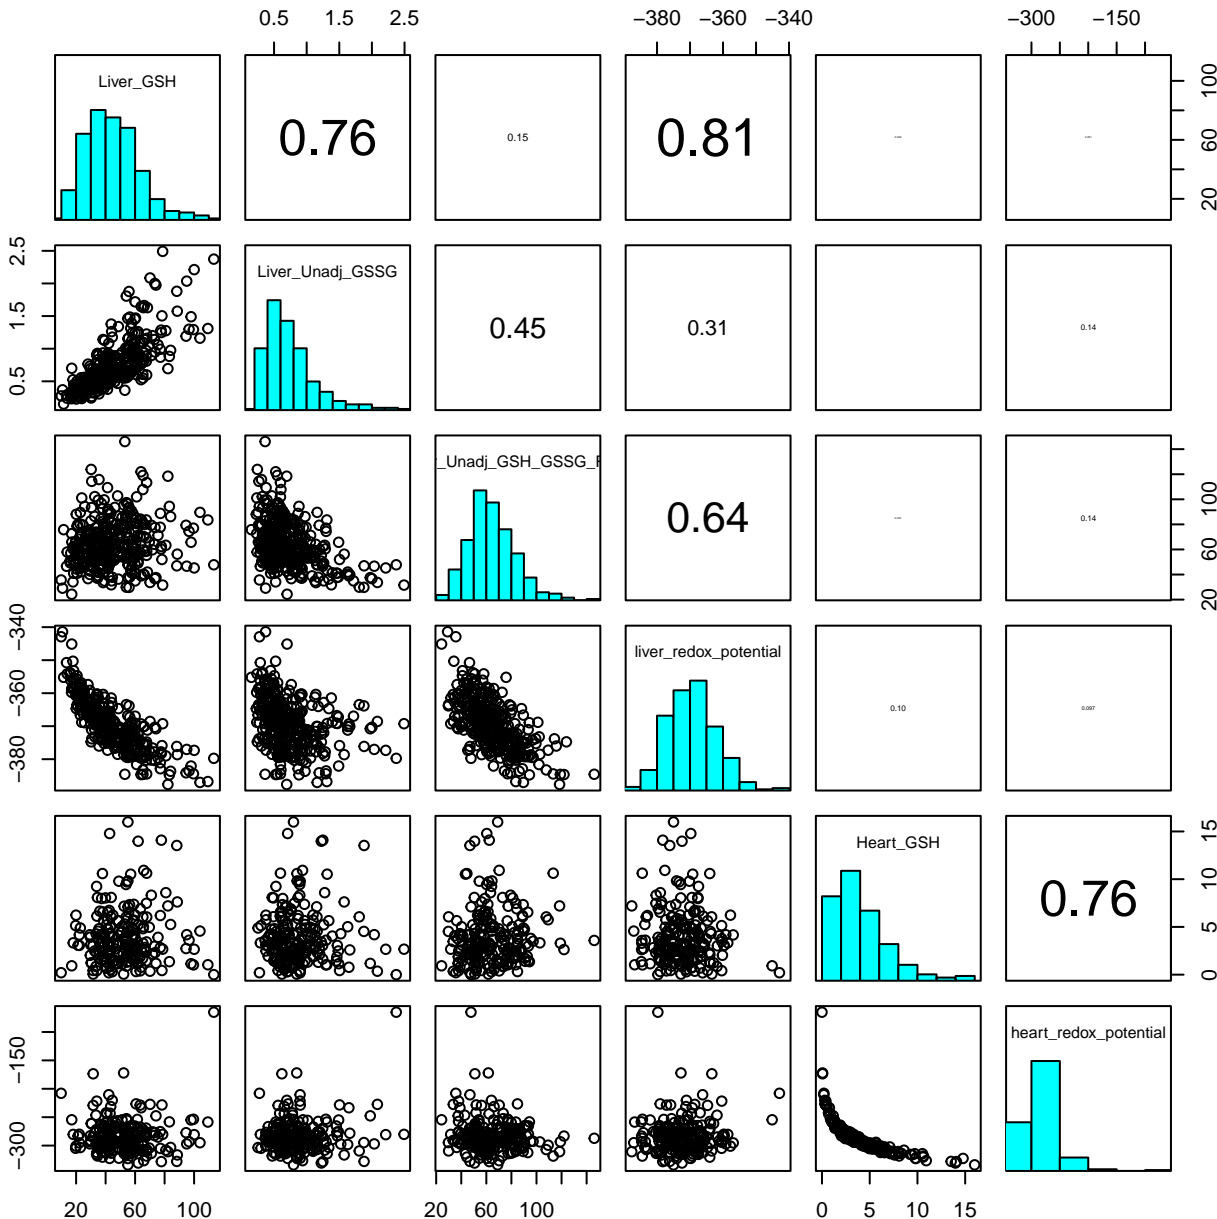 0.5 1.5 2.5
−380 −360 −340
−300 −150
Liver_GSH
0.76
0.15
0.81
20 60 100
0.5 1.5 2.5
Liver_Unadj_GSSG
0.45
0.31
0.14
r_Unadj_GSH_GSSG_R
0.64
0.14
20 60 100
−380 −360 −340
liver_redox_potential
0.10
0.097
Heart_GSH
0.76
0 5 10 15
−300 −150
heart_redox_potential
20 60 100
20 60 100
0 5 15